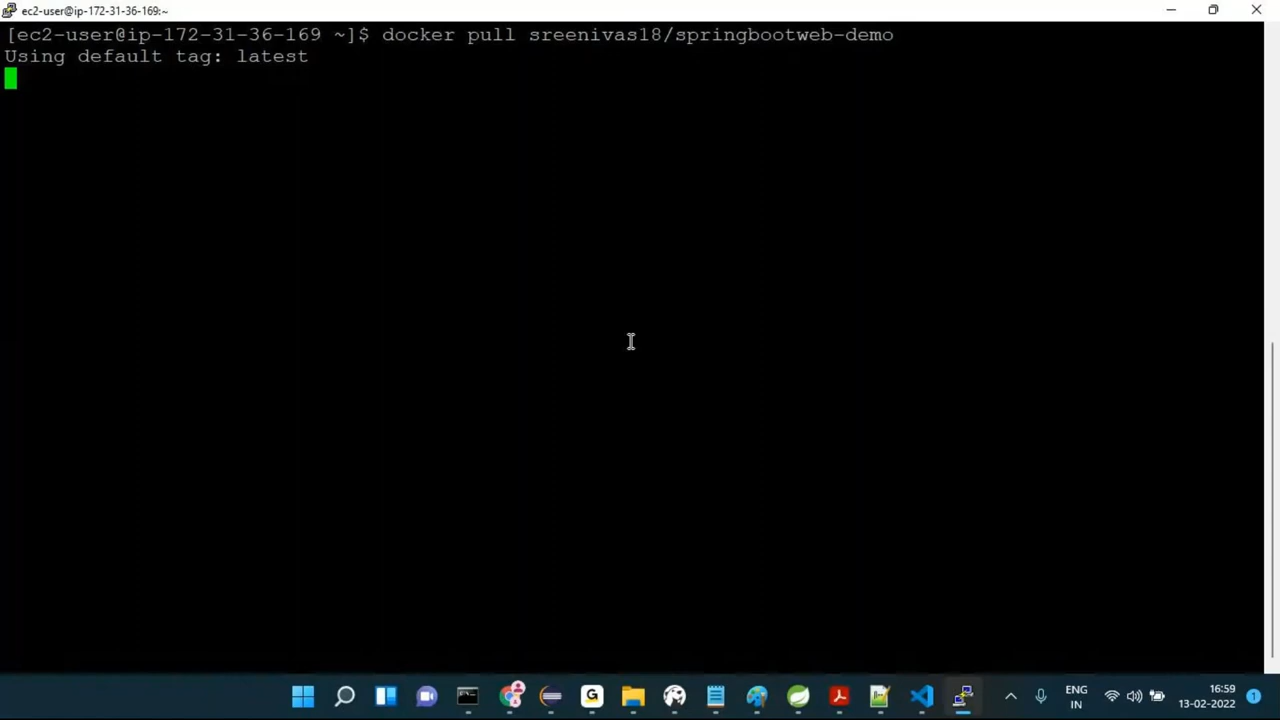 ec2-user@ip-172-31-36-169:~
[ec2-user@ip-172-31-36-169 ~]$ docker pull sreenivas18/springbootweb-demo
Using default tag: latest
ENG
IN
16:59
13-02-2022
1